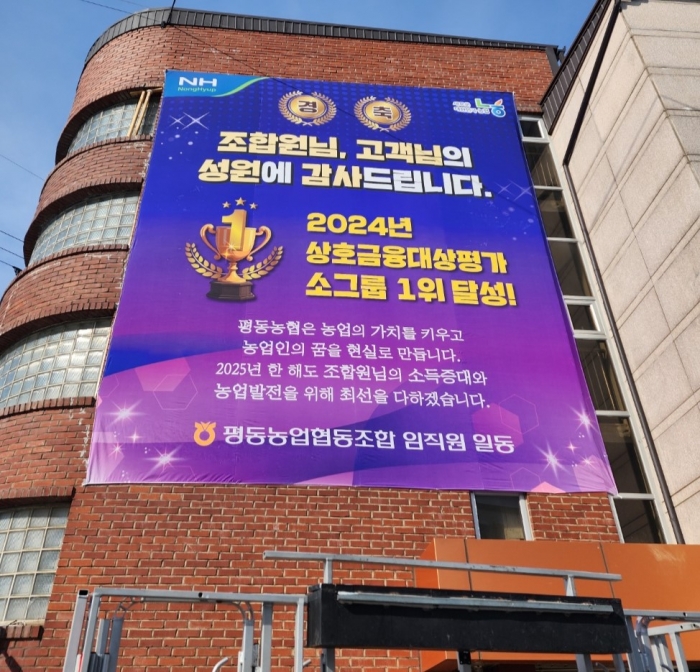 NH
NongHyup
경 축
농
조합원님, 고객님의
성원에 감사드립니다.
1
2024년
상호금융대상평가
소그룹 1위 달성!
평동농협은 농업의 가치를 키우고
농업인의 꿈을 현실로 만듭니다.
2025년 한 해도 조합원님의 소득증대와
농업발전을 위해 최선을 다하겠습니다.
평동농업협동조합 임직원 일동